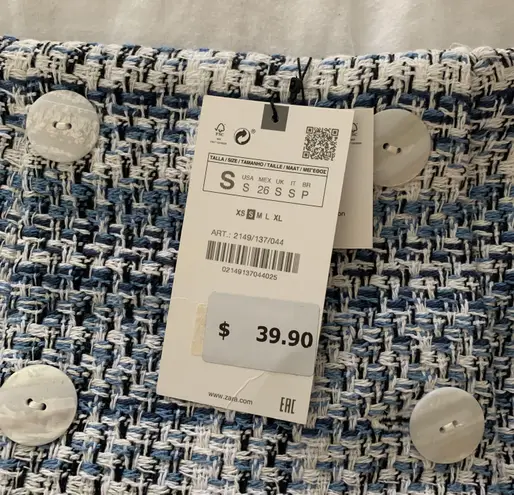 FSC
TALLA / SIZE / TAMANHO / TAILLE / MAAT / ΜΕΓΕΘΟΣ
S
USA MEX UK IT BR
S 26 S S P
XS S M L XL
ART.: 2149/137/044
02149137044025
$ 39.90
www.zara.com
EAC